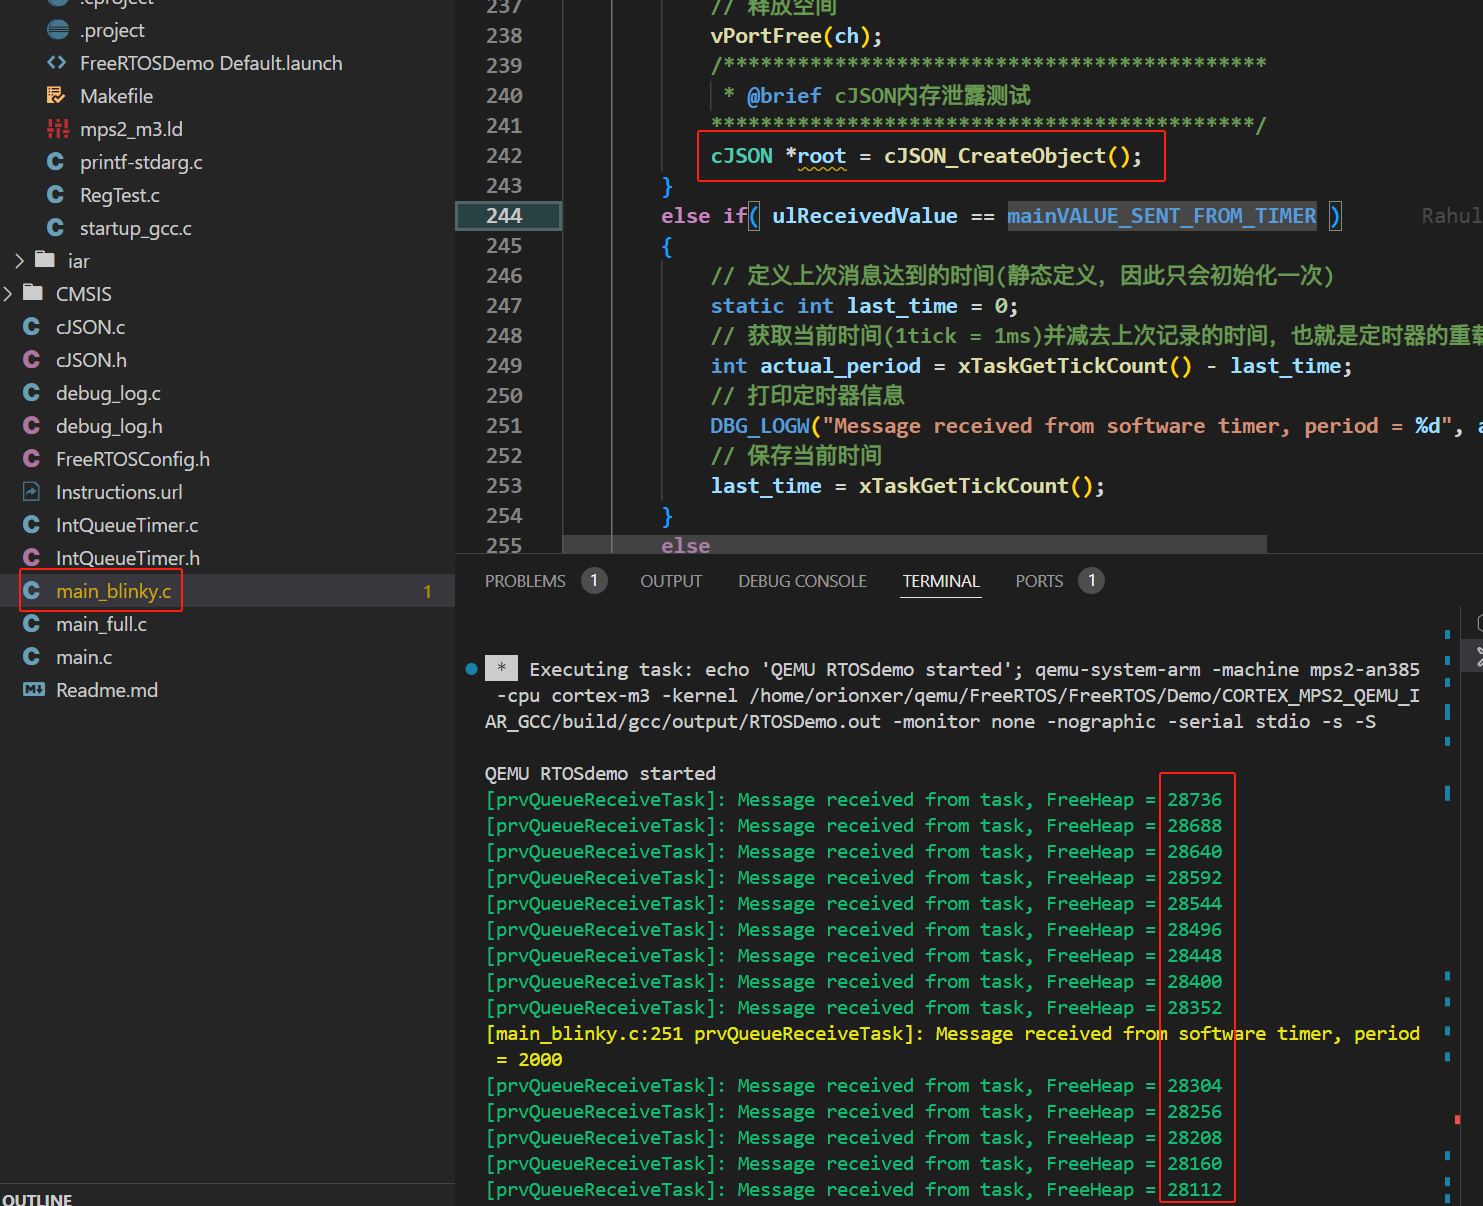 .cproject
.project
FreeRTOSDemo Default.launch
Makefile
mps2_m3.ld
printf-stdarg.c
RegTest.c
startup_gcc.c
iar
CMSIS
cJSON.c
cJSON.h
debug_log.c
debug_log.h
FreeRTOSConfig.h
Instructions.url
IntQueueTimer.c
IntQueueTimer.h
main_blinky.c 1
main_full.c
main.c
Readme.md
OUTLINE
237 // 释放空间
238 vPortFree(ch);
239 /********************************************
240 * @brief cJSON内存泄露测试
241 ********************************************/
242 cJSON *root = cJSON_CreateObject();
243 }
244 else if( ulReceivedValue == mainVALUE_SENT_FROM_TIMER ) Rahul
245 {
246 // 定义上次消息达到的时间(静态定义，因此只会初始化一次)
247 static int last_time = 0;
248 // 获取当前时间(1tick = 1ms)并减去上次记录的时间，也就是定时器的重载
249 int actual_period = xTaskGetTickCount() - last_time;
250 // 打印定时器信息
251 DBG_LOGW("Message received from software timer, period = %d", a
252 // 保存当前时间
253 last_time = xTaskGetTickCount();
254 }
255 else
PROBLEMS 1 OUTPUT DEBUG CONSOLE TERMINAL PORTS 1
* Executing task: echo 'QEMU RTOSdemo started'; qemu-system-arm -machine mps2-an385
-cpu cortex-m3 -kernel /home/orionxer/qemu/FreeRTOS/FreeRTOS/Demo/CORTEX_MPS2_QEMU_I
AR_GCC/build/gcc/output/RTOSDemo.out -monitor none -nographic -serial stdio -s -S
QEMU RTOSdemo started
[prvQueueReceiveTask]: Message received from task, FreeHeap = 28736
[prvQueueReceiveTask]: Message received from task, FreeHeap = 28688
[prvQueueReceiveTask]: Message received from task, FreeHeap = 28640
[prvQueueReceiveTask]: Message received from task, FreeHeap = 28592
[prvQueueReceiveTask]: Message received from task, FreeHeap = 28544
[prvQueueReceiveTask]: Message received from task, FreeHeap = 28496
[prvQueueReceiveTask]: Message received from task, FreeHeap = 28448
[prvQueueReceiveTask]: Message received from task, FreeHeap = 28400
[prvQueueReceiveTask]: Message received from task, FreeHeap = 28352
[main_blinky.c:251 prvQueueReceiveTask]: Message received from software timer, period
= 2000
[prvQueueReceiveTask]: Message received from task, FreeHeap = 28304
[prvQueueReceiveTask]: Message received from task, FreeHeap = 28256
[prvQueueReceiveTask]: Message received from task, FreeHeap = 28208
[prvQueueReceiveTask]: Message received from task, FreeHeap = 28160
[prvQueueReceiveTask]: Message received from task, FreeHeap = 28112